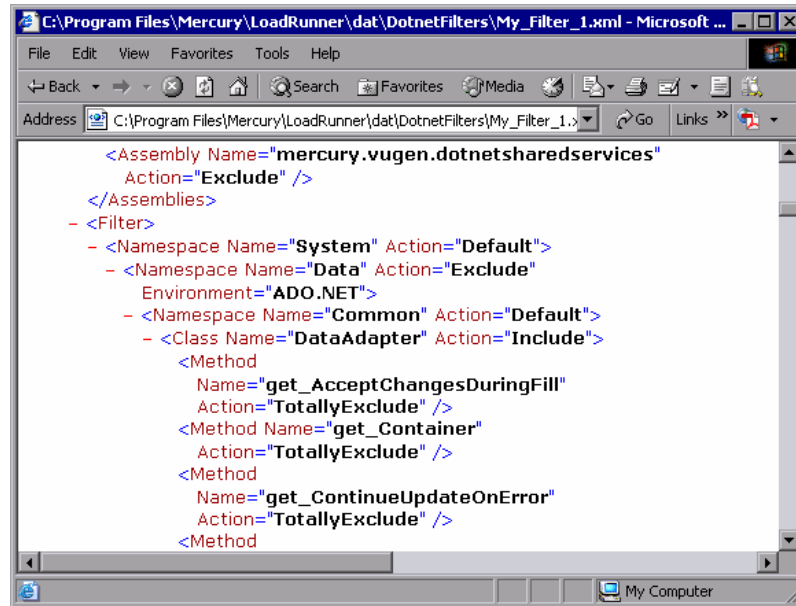 C:\Program Files\Mercury\LoadRunner\dat\DotnetFilters\My_Filter_1.xml - Microsoft ...
File Edit View Favorites Tools Help
Back Search Favorites Media
Address C:\Program Files\Mercury\LoadRunner\dat\DotnetFilters\My_Filter_1. Go Links »
<Assembly Name="mercury.vugen.dotnetsharedservices"
Action="Exclude" />
</Assemblies>
- <Filter>
- <Namespace Name="System" Action="Default">
- <Namespace Name="Data" Action="Exclude"
Environment="ADO.NET">
- <Namespace Name="Common" Action="Default">
- <Class Name="DataAdapter" Action="Include">
<Method
Name="get_AcceptChangesDuringFill"
Action="TotallyExclude" />
<Method Name="get_Container"
Action="TotallyExclude" />
<Method
Name="get_ContinueUpdateOnError"
Action="TotallyExclude" />
<Method
My Computer